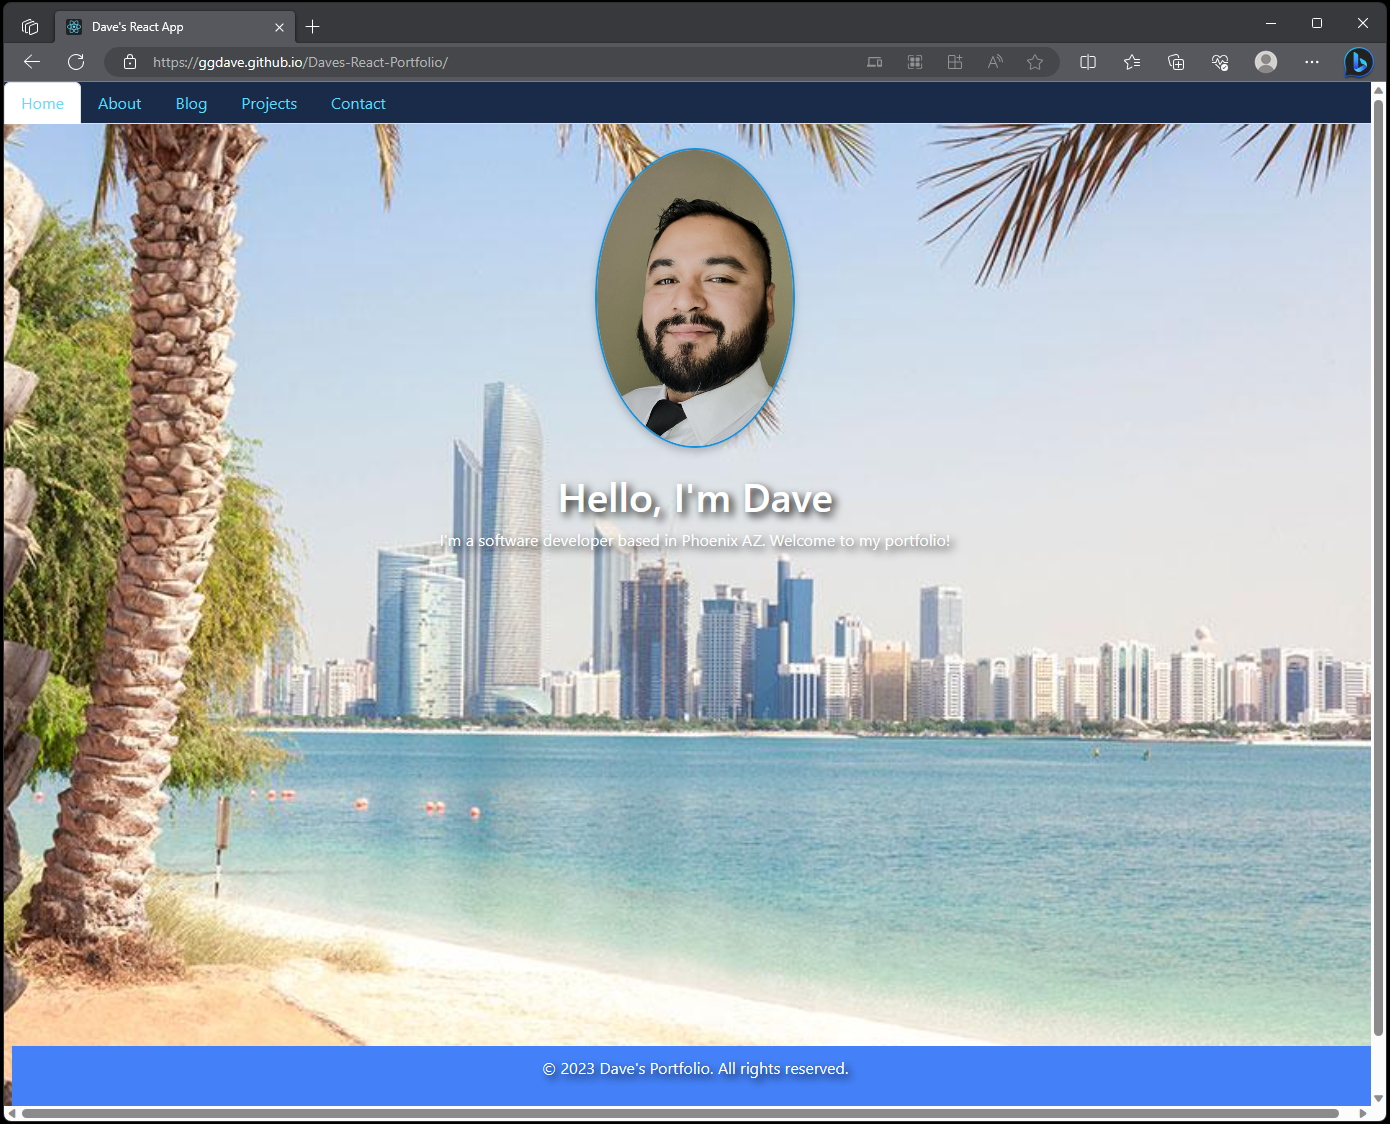 Dave's React App
https://ggdave.github.io/Daves-React-Portfolio/
Home About Blog Projects Contact
Hello, I'm Dave
I'm a software developer based in Phoenix AZ. Welcome to my portfolio!
© 2023 Dave's Portfolio. All rights reserved.